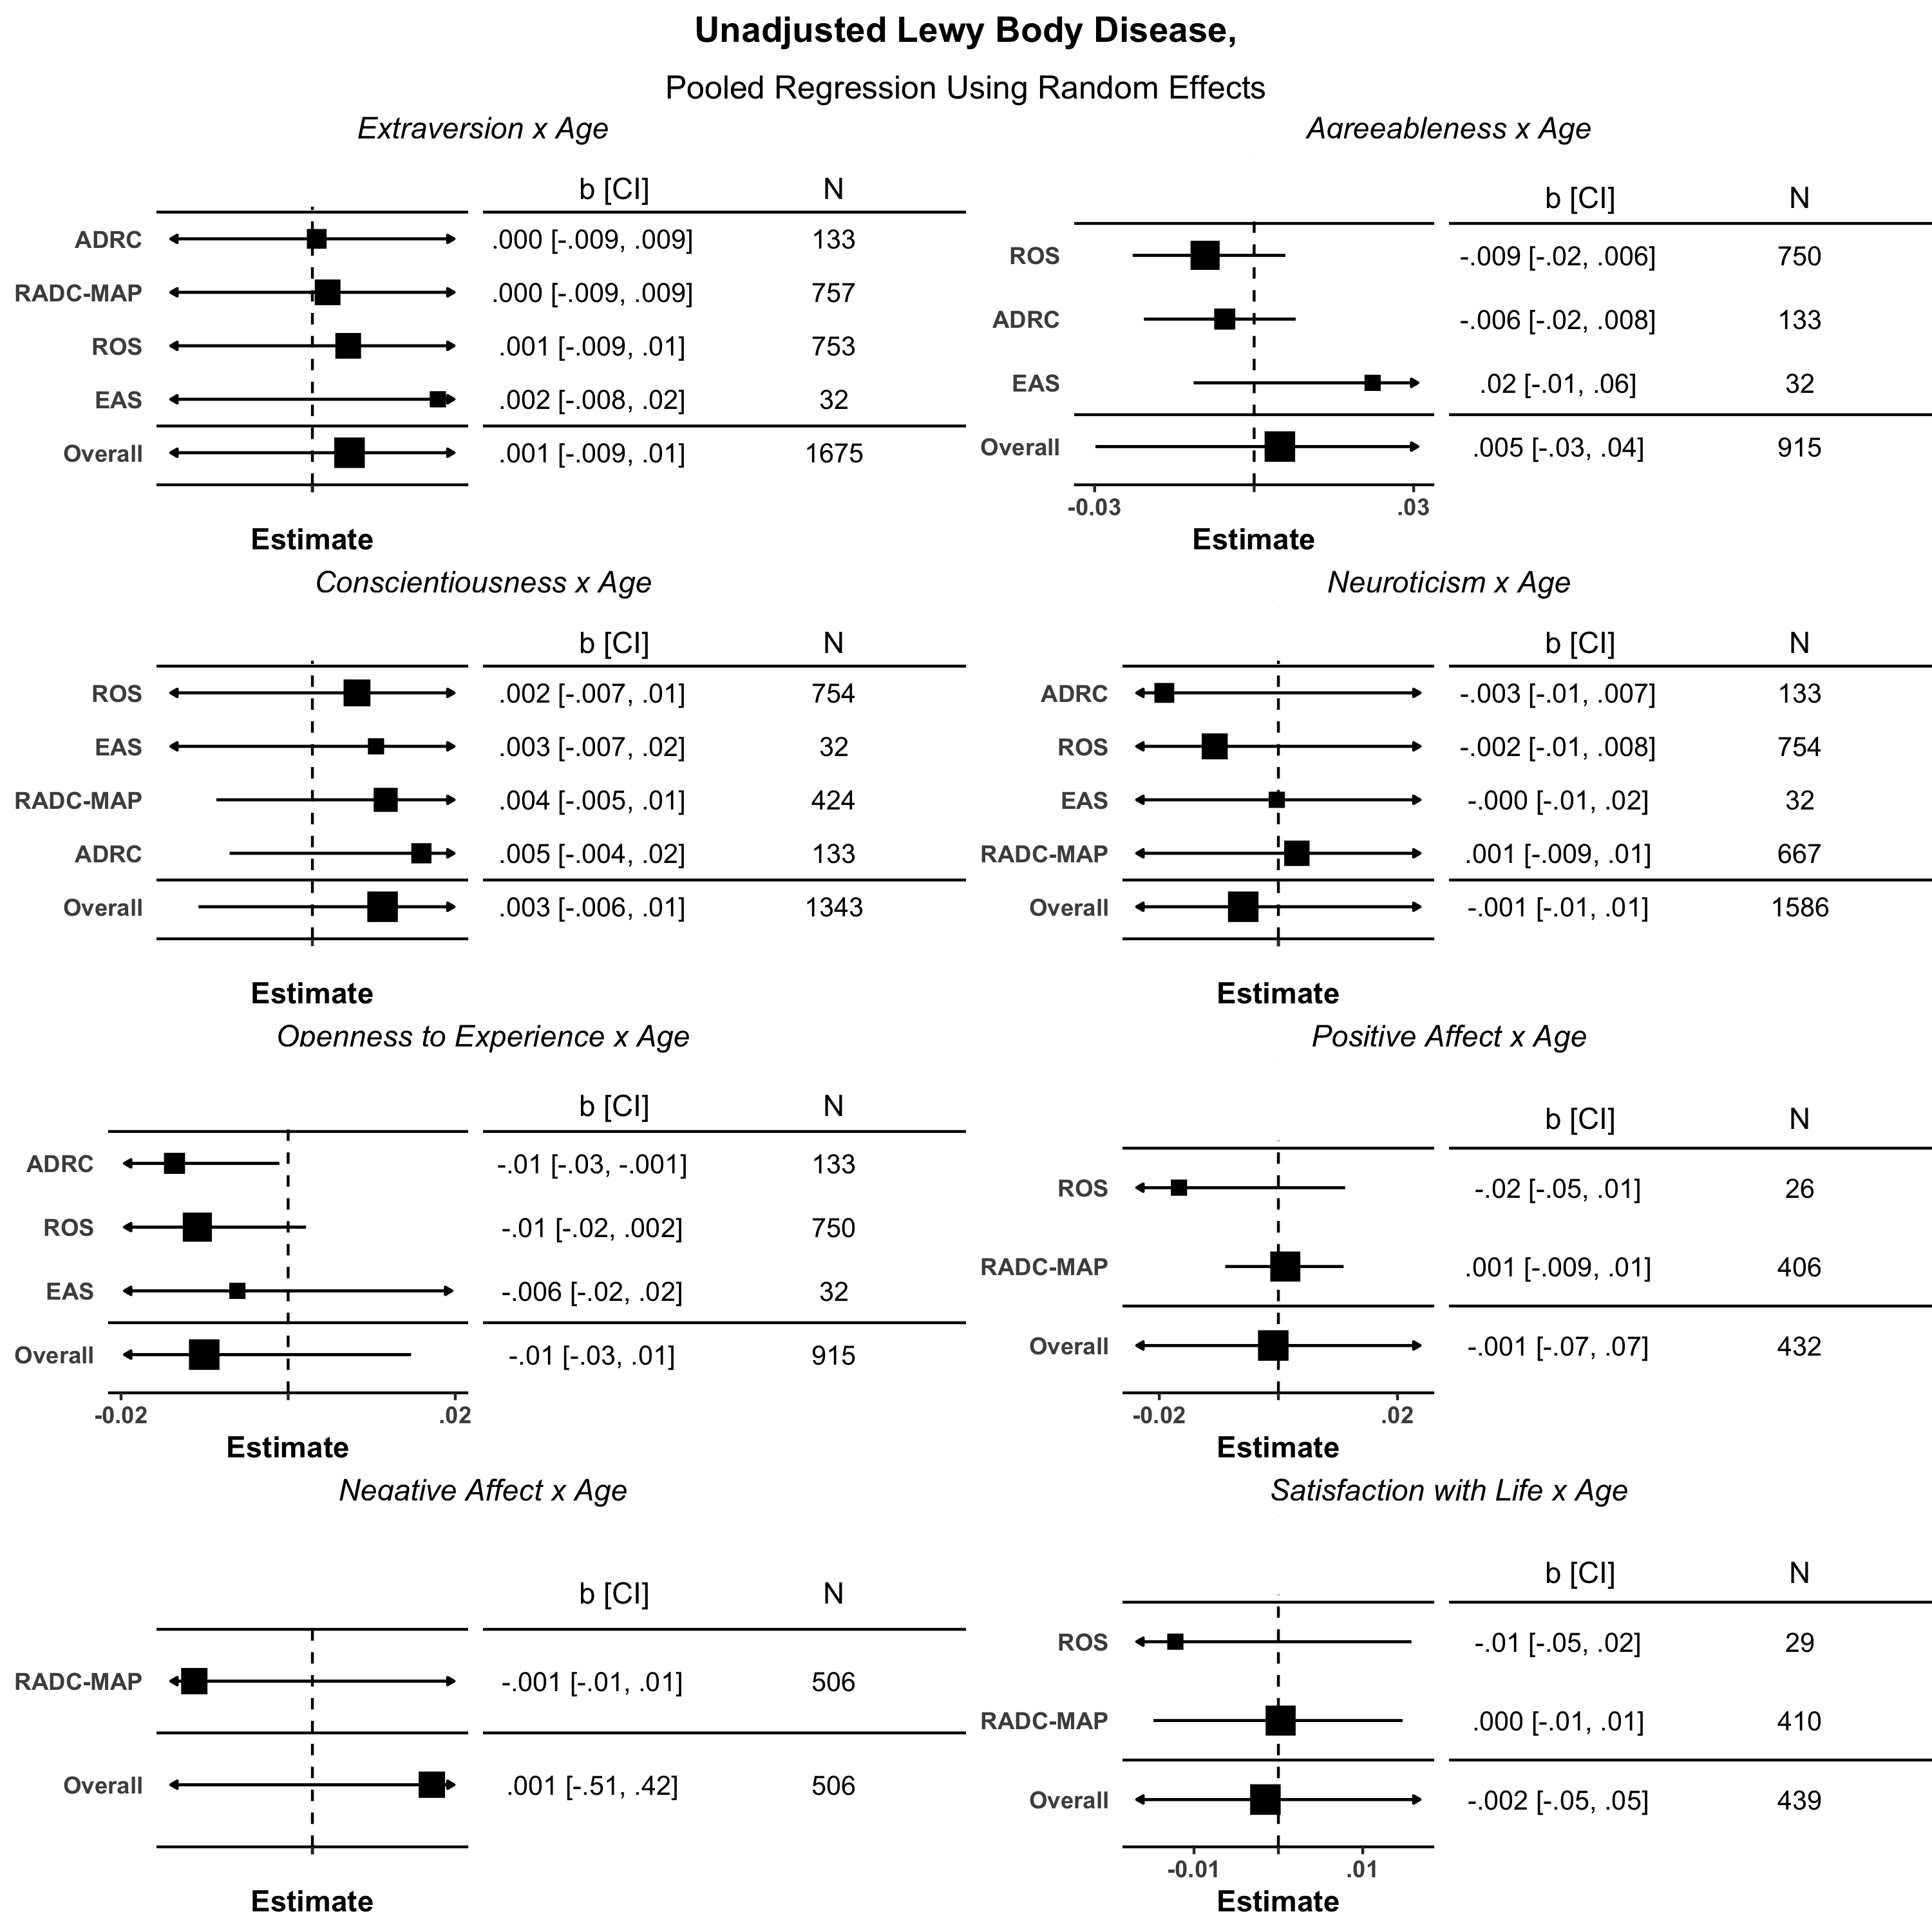 Unadjusted Lewy Body Disease,
Pooled Regression Using Random Effects
Extraversion x Age
b [CI] N
ADRC .000 [-.009, .009] 133
RADC-MAP .000 [-.009, .009] 757
ROS .001 [-.009, .01] 753
EAS .002 [-.008, .02] 32
Overall .001 [-.009, .01] 1675
Estimate
Agreeableness x Age
b [CI] N
ROS -.009 [-.02, .006] 750
ADRC -.006 [-.02, .008] 133
EAS .02 [-.01, .06] 32
Overall .005 [-.03, .04] 915
-0.03 .03
Estimate
Conscientiousness x Age
b [CI] N
ROS .002 [-.007, .01] 754
EAS .003 [-.007, .02] 32
RADC-MAP .004 [-.005, .01] 424
ADRC .005 [-.004, .02] 133
Overall .003 [-.006, .01] 1343
Estimate
Neuroticism x Age
b [CI] N
ADRC -.003 [-.01, .007] 133
ROS -.002 [-.01, .008] 754
EAS -.000 [-.01, .02] 32
RADC-MAP .001 [-.009, .01] 667
Overall -.001 [-.01, .01] 1586
Estimate
Openness to Experience x Age
b [CI] N
ADRC -.01 [-.03, -.001] 133
ROS -.01 [-.02, .002] 750
EAS -.006 [-.02, .02] 32
Overall -.01 [-.03, .01] 915
-0.02 .02
Estimate
Positive Affect x Age
b [CI] N
ROS -.02 [-.05, .01] 26
RADC-MAP .001 [-.009, .01] 406
Overall -.001 [-.07, .07] 432
-0.02 .02
Estimate
Negative Affect x Age
b [CI] N
RADC-MAP -.001 [-.01, .01] 506
Overall .001 [-.51, .42] 506
Estimate
Satisfaction with Life x Age
b [CI] N
ROS -.01 [-.05, .02] 29
RADC-MAP .000 [-.01, .01] 410
Overall -.002 [-.05, .05] 439
-0.01 .01
Estimate